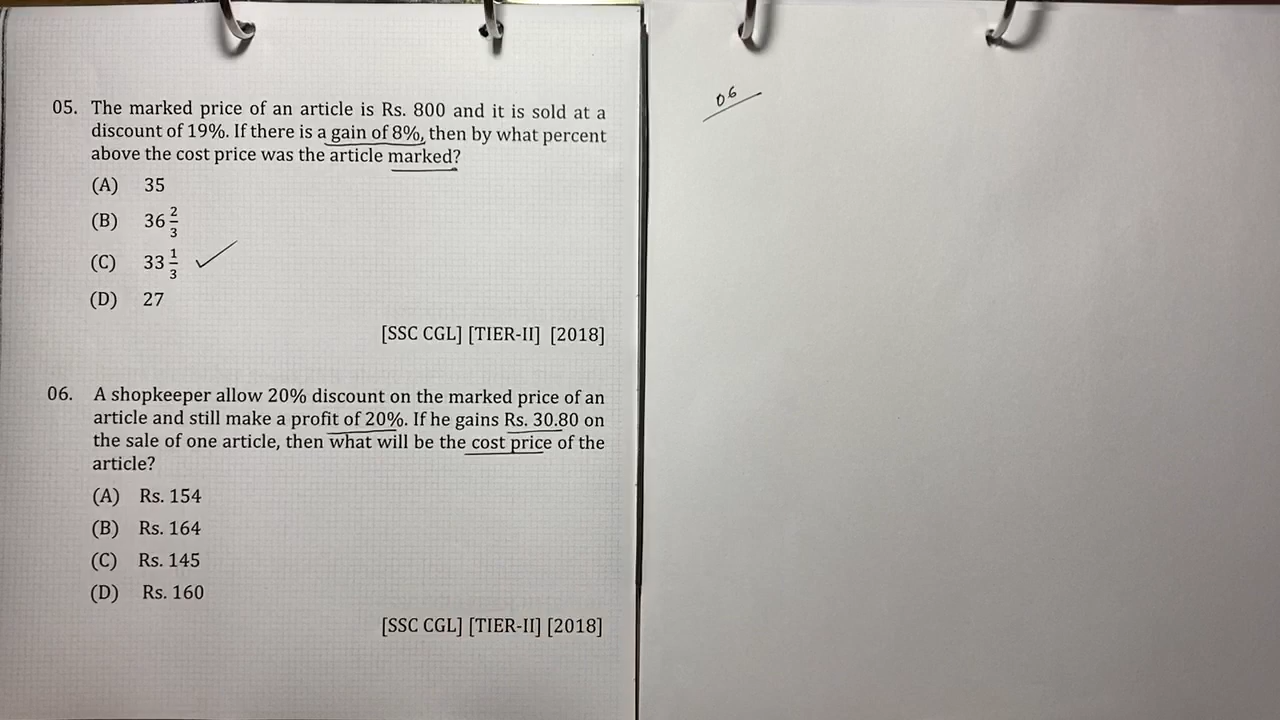 05. The marked price of an article is Rs. 800 and it is sold at a
discount of 19%. If there is a gain of 8%, then by what percent
above the cost price was the article marked?
(A) 35
(B) 36 2/3
(C) 33 1/3
(D) 27
[SSC CGL] [TIER-II] [2018]
06. A shopkeeper allow 20% discount on the marked price of an
article and still make a profit of 20%. If he gains Rs. 30.80 on
the sale of one article, then what will be the cost price of the
article?
(A) Rs. 154
(B) Rs. 164
(C) Rs. 145
(D) Rs. 160
[SSC CGL] [TIER-II] [2018]
06